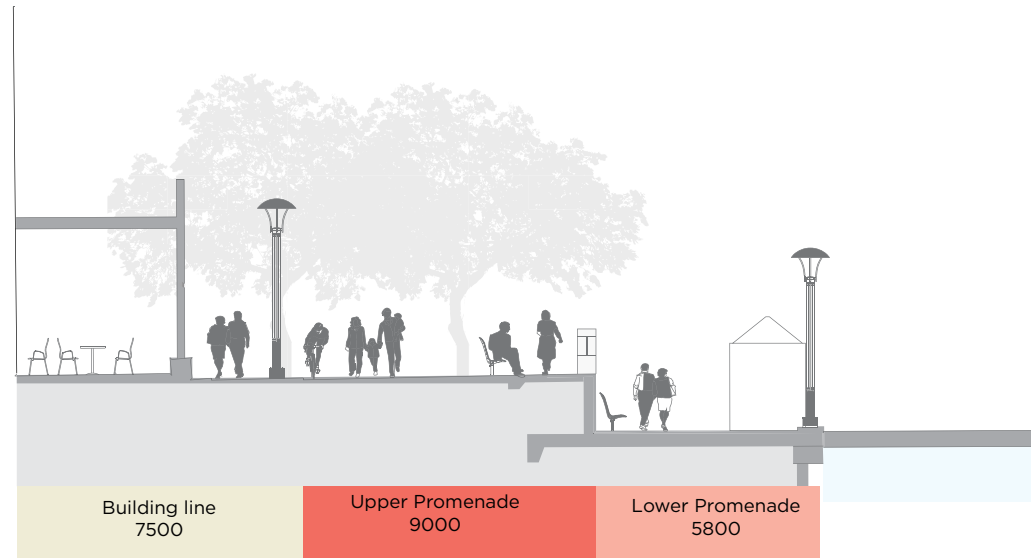 Building line
7500
Upper Promenade
9000
Lower Promenade
5800